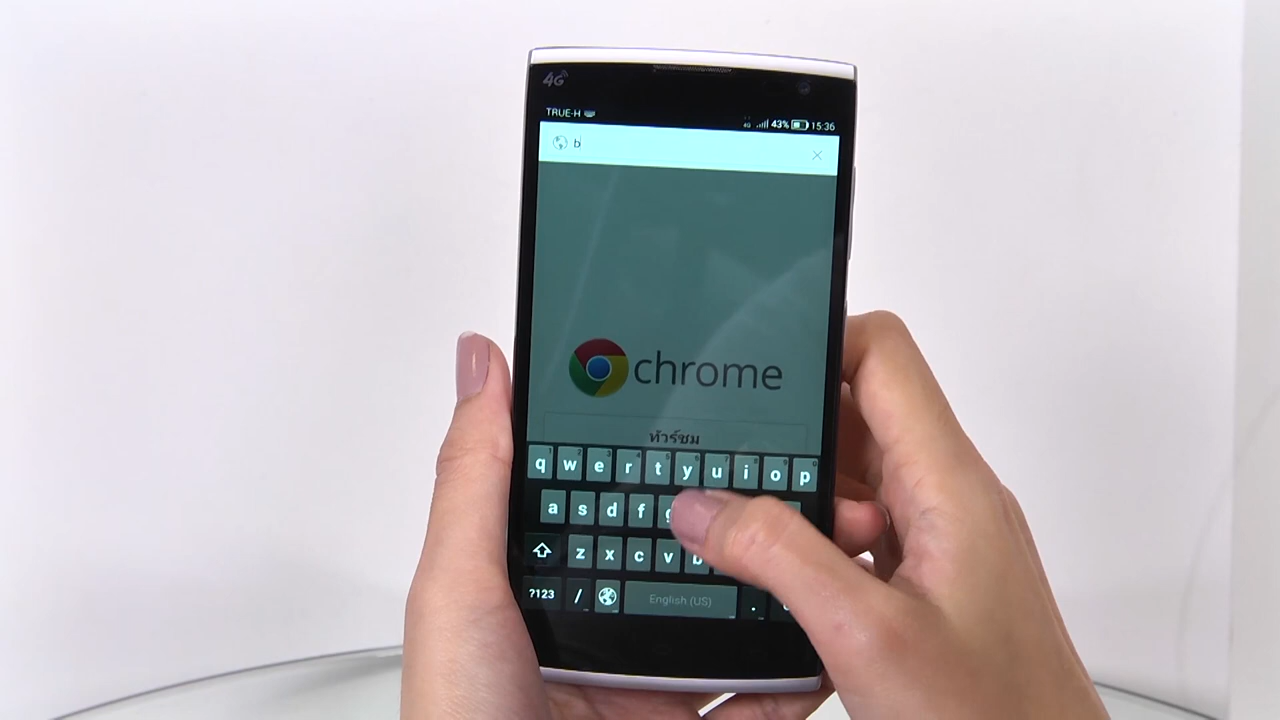 4G
TRUE-H 43% 15:36
b
chrome
ทัวร์ชม
q w e r t y u i o p
a s d f g
z x c v b
?123 / English (US) .